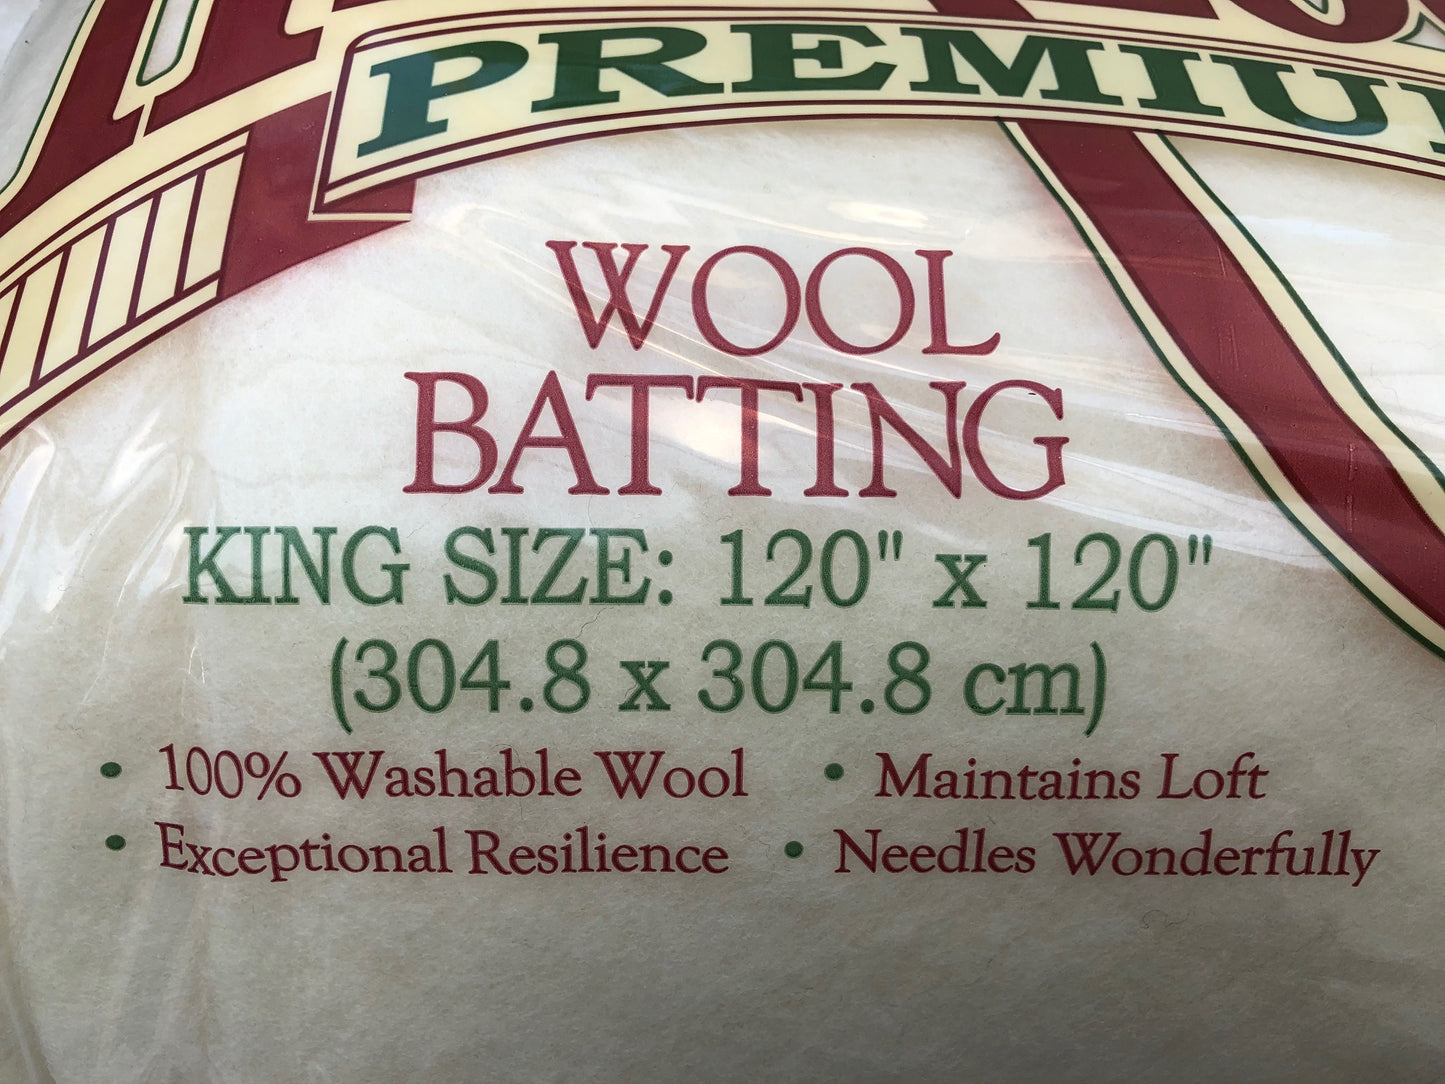 PREMIU
WOOL
BATTING
KING SIZE: 120" x 120"
(304.8 x 304.8 cm)
• 100% Washable Wool • Maintains Loft
• Exceptional Resilience • Needles Wonderfully